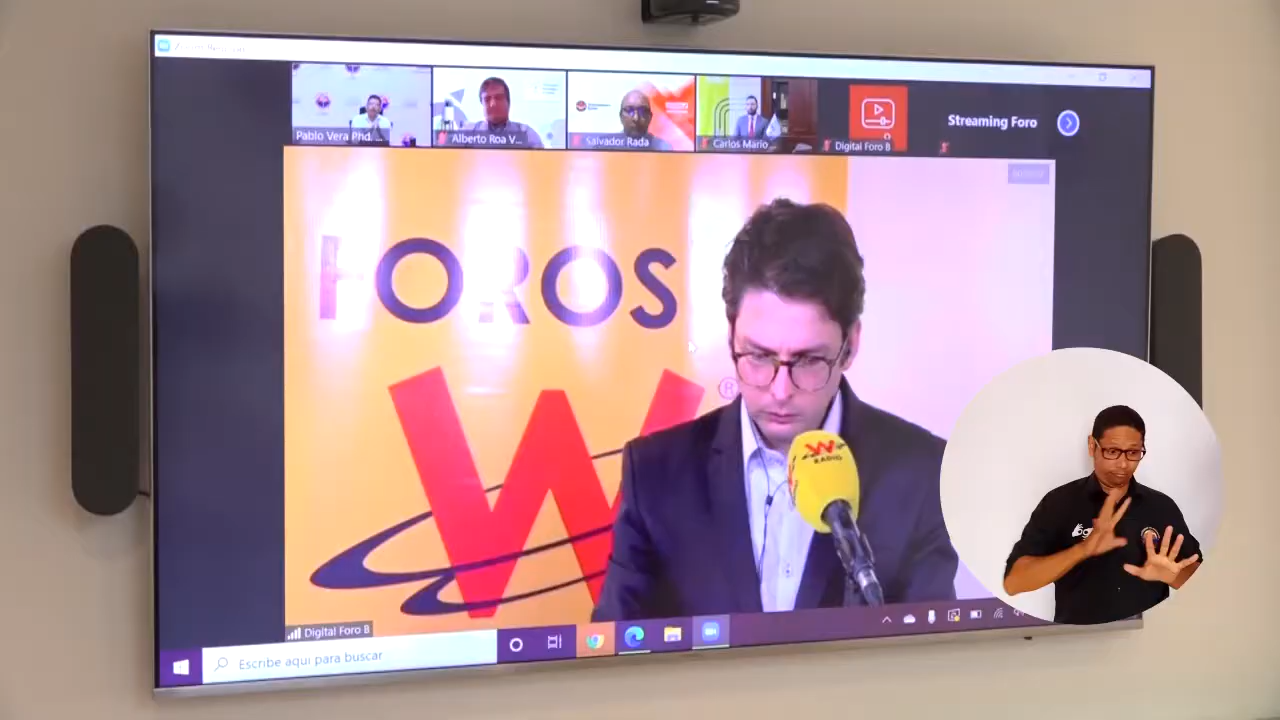 Pablo Vera Phd...
Alberto Roa V...
Salvador Rada
Carlos Mario...
Digital Foro B
Streaming Foro
FOROS
W
®
W
RADIO
Digital Foro B
Escribe aqui para buscar